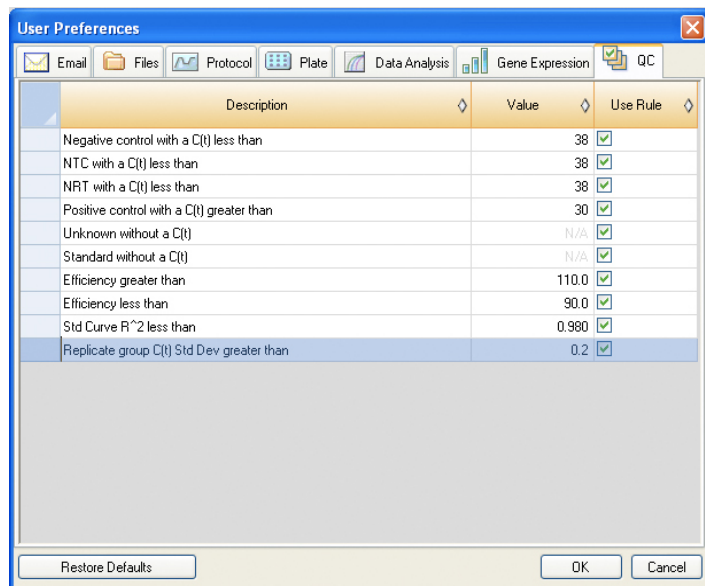 User Preferences
Email Files Protocol Plate Data Analysis Gene Expression QC
Description Value Use Rule
Negative control with a C(t) less than 38
NTC with a C(t) less than 38
NRT with a C(t) less than 38
Positive control with a C(t) greater than 30
Unknown without a C(t) N/A
Standard without a C(t) N/A
Efficiency greater than 110.0
Efficiency less than 90.0
Std Curve R^2 less than 0.980
Replicate group C(t) Std Dev greater than 0.2
Restore Defaults OK Cancel